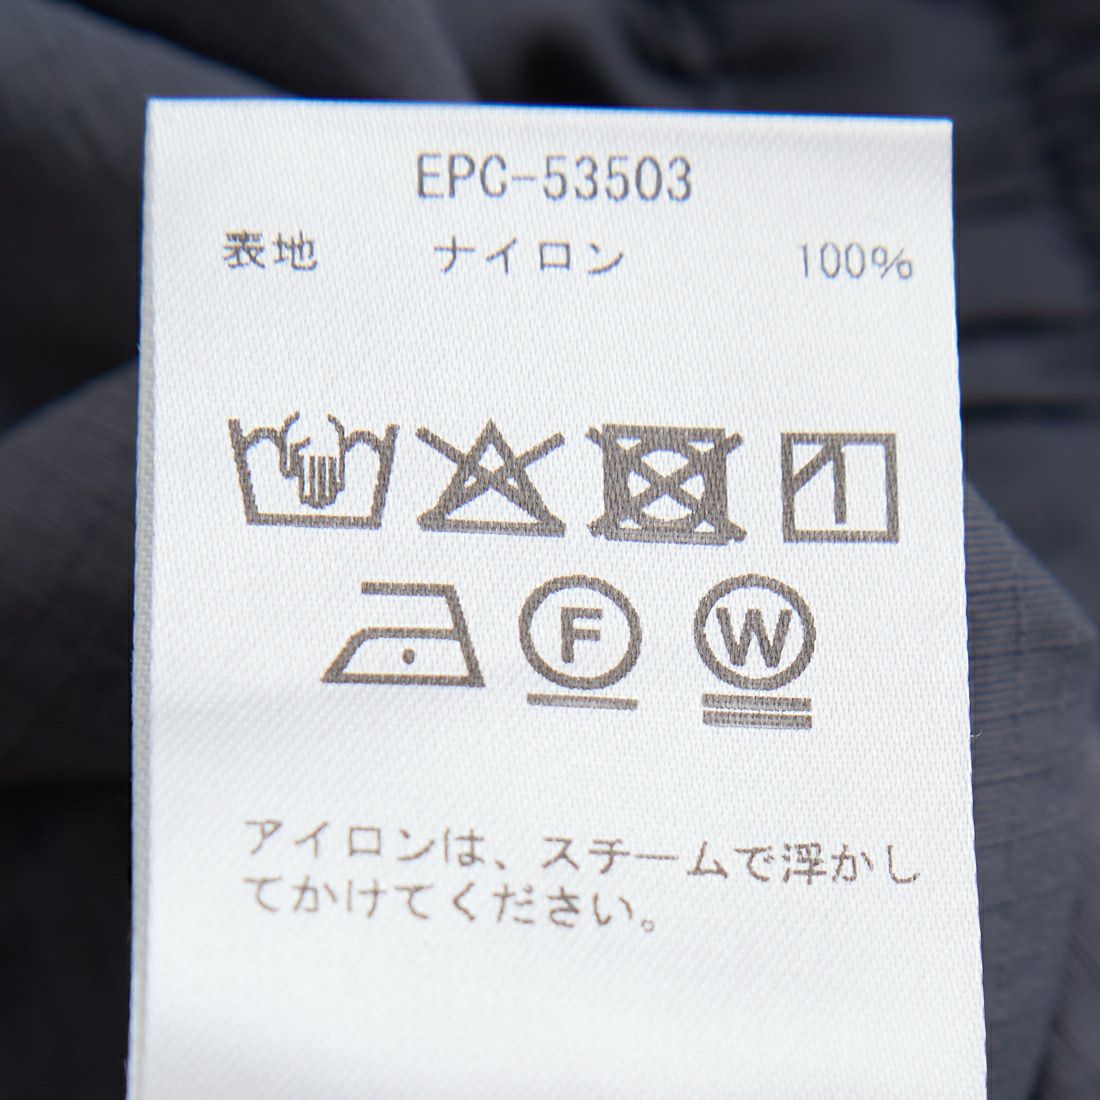 EPC-53503
表地 ナイロン 100%
F W
アイロンは、スチームで浮かし
てかけてください。